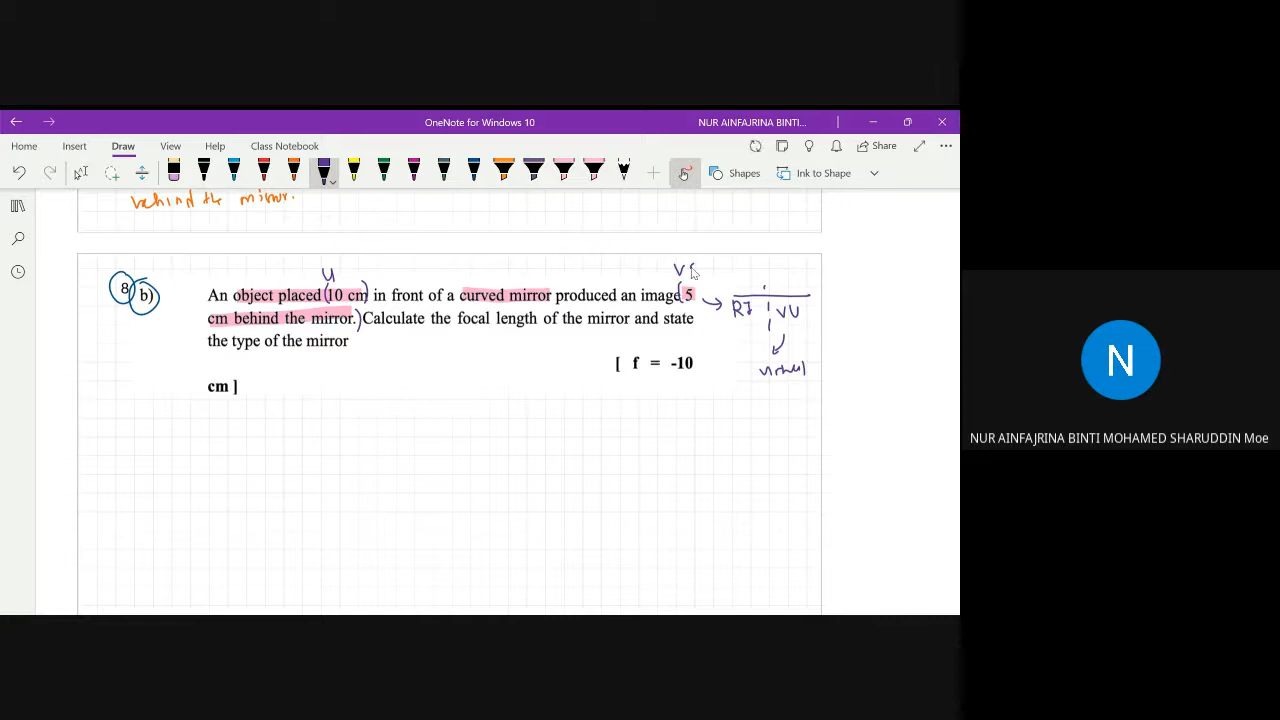 OneNote for Windows 10
NUR AINFAJRINA BINTI...
Home Insert Draw View Help Class Notebook Share
Shapes Ink to Shape
behind the mirror.
8 b)
u
v
An object placed (10 cm) in front of a curved mirror produced an image (5
cm behind the mirror.) Calculate the focal length of the mirror and state
the type of the mirror
[ f = -10
cm ]
RI VU
virtual
N
NUR AINFAJRINA BINTI MOHAMED SHARUDDIN Moe